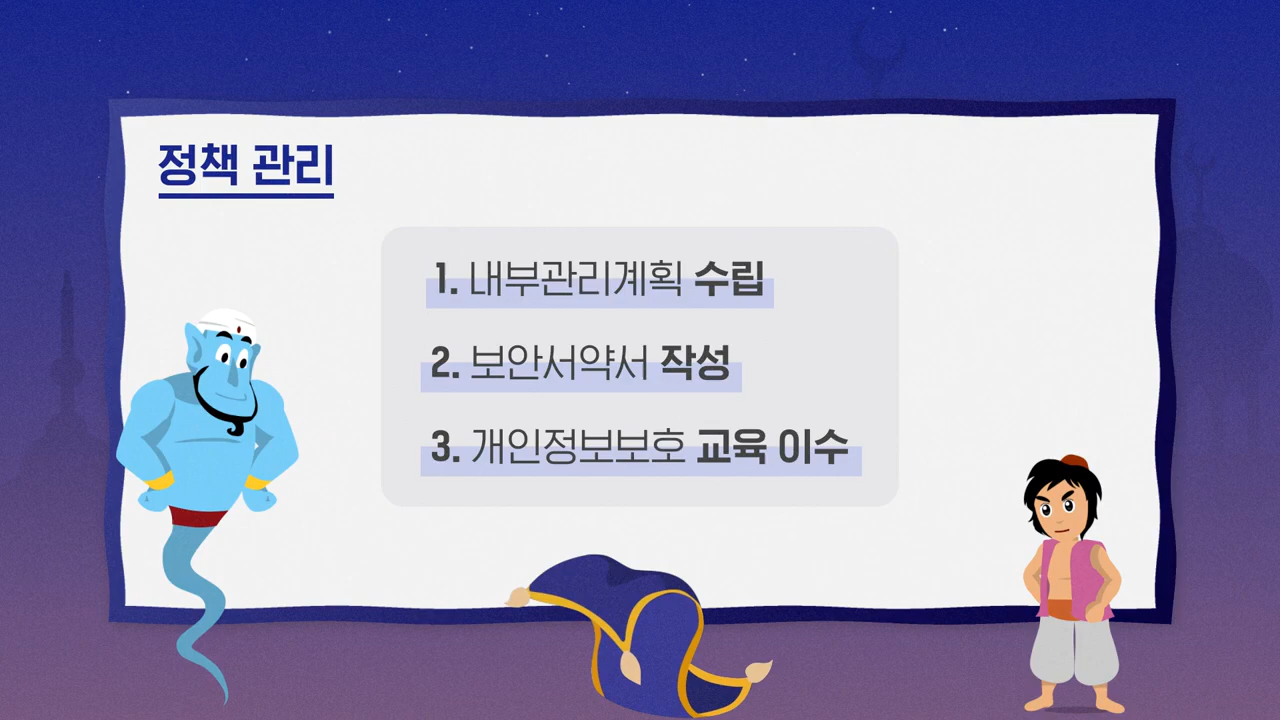 정책 관리
1. 내부관리계획 수립
2. 보안서약서 작성
3. 개인정보보호 교육 이수